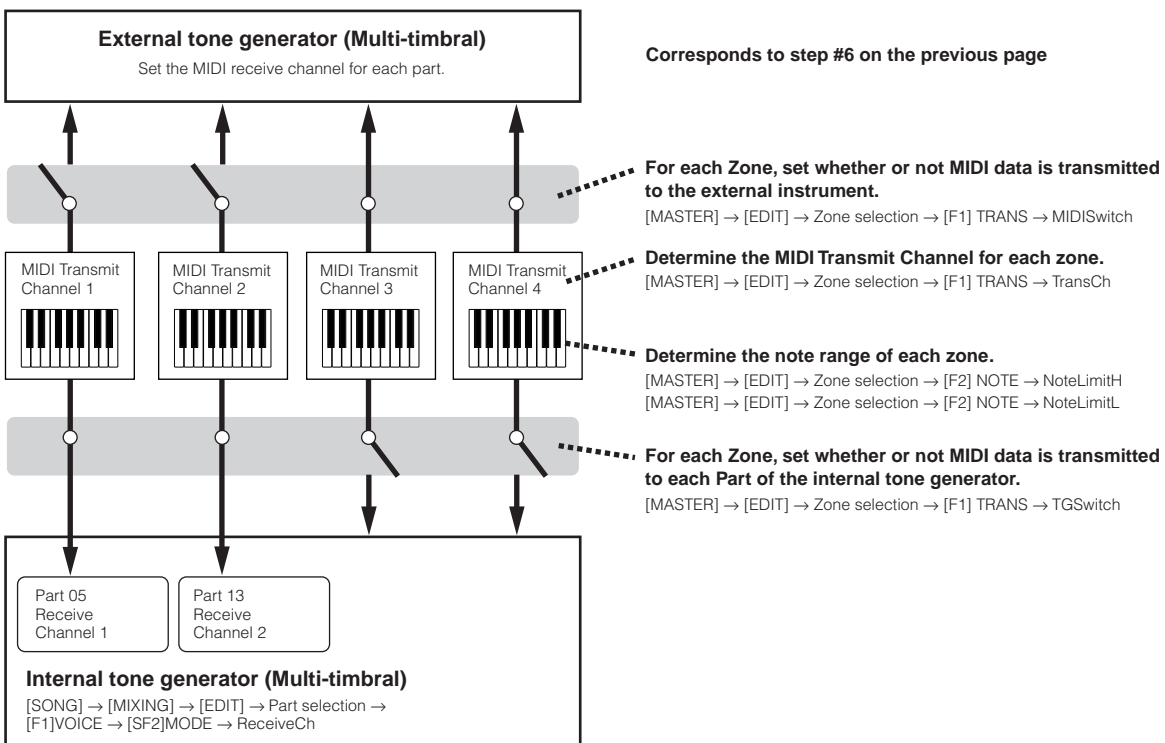 External tone generator (Multi-timbral)
Set the MIDI receive channel for each part.
Corresponds to step #6 on the previous page
For each Zone, set whether or not MIDI data is transmitted
to the external instrument.
[MASTER] → [EDIT] → Zone selection → [F1] TRANS → MIDISwitch
MIDI Transmit
Channel 1
MIDI Transmit
Channel 2
MIDI Transmit
Channel 3
MIDI Transmit
Channel 4
Determine the MIDI Transmit Channel for each zone.
[MASTER] → [EDIT] → Zone selection → [F1] TRANS → TransCh
Determine the note range of each zone.
[MASTER] → [EDIT] → Zone selection → [F2] NOTE → NoteLimitH
[MASTER] → [EDIT] → Zone selection → [F2] NOTE → NoteLimitL
For each Zone, set whether or not MIDI data is transmitted
to each Part of the internal tone generator.
[MASTER] → [EDIT] → Zone selection → [F1] TRANS → TGSwitch
Part 05
Receive
Channel 1
Part 13
Receive
Channel 2
Internal tone generator (Multi-timbral)
[SONG] → [MIXING] → [EDIT] → Part selection →
[F1]VOICE → [SF2]MODE → ReceiveCh